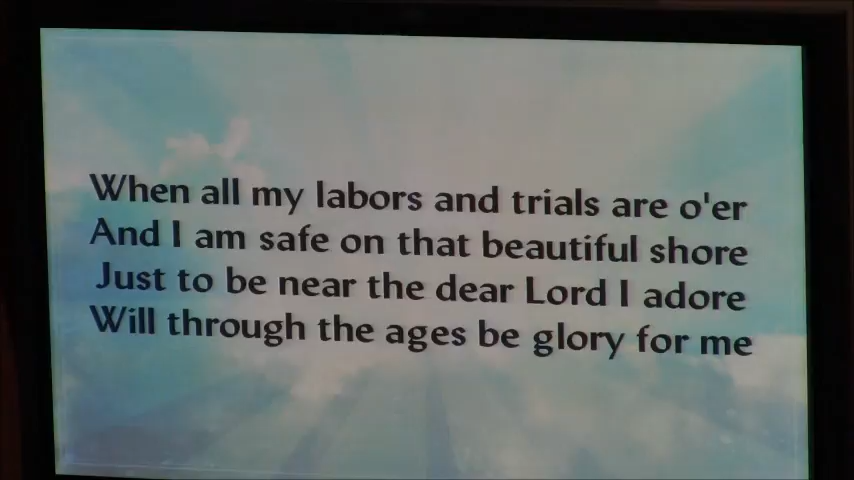 When all my labors and trials are o'er
And I am safe on that beautiful shore
Just to be near the dear Lord I adore
Will through the ages be glory for me